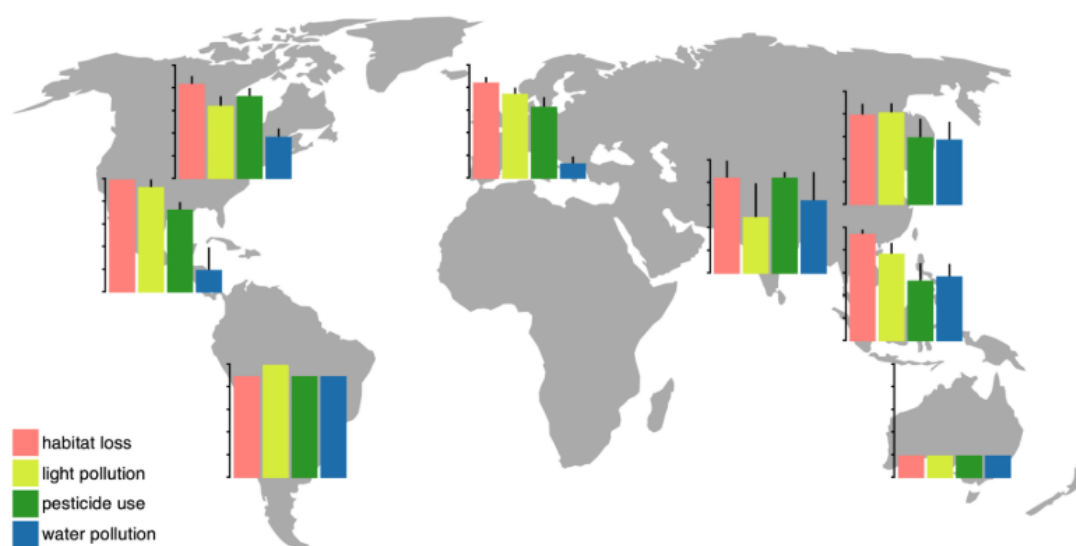 habitat loss
light pollution
pesticide use
water pollution